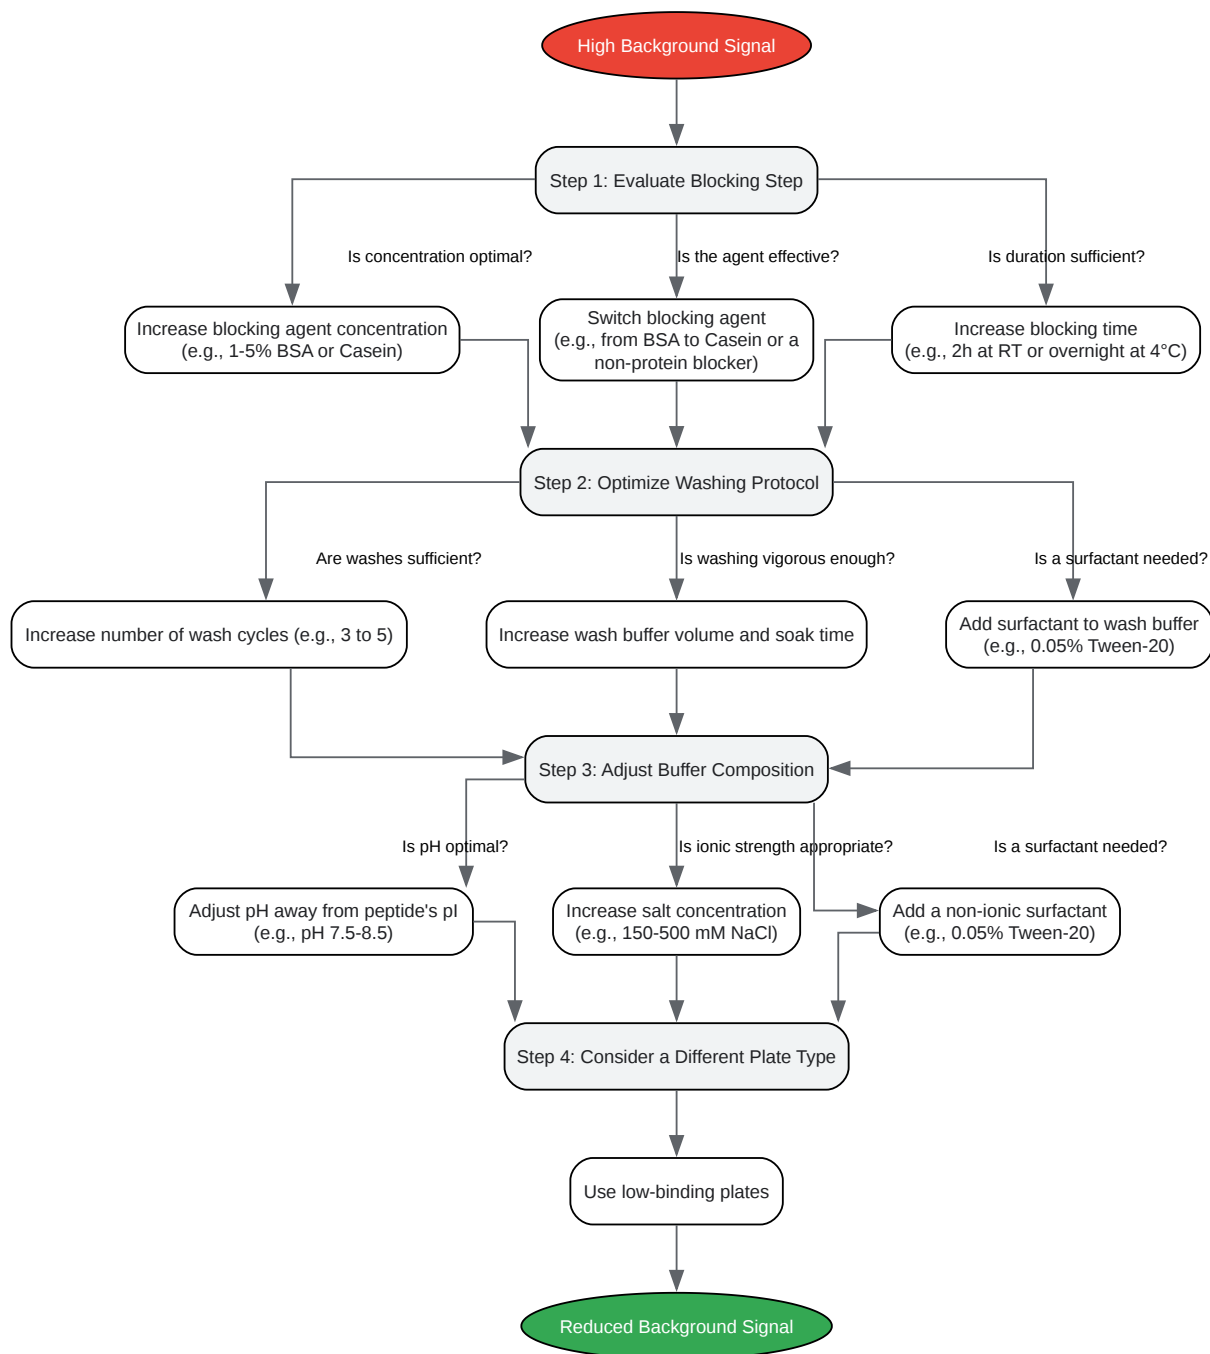 High Background Signal
Step 1: Evaluate Blocking Step
Is concentration optimal?
Is the agent effective?
Is duration sufficient?
Increase blocking agent concentration
(e.g., 1-5% BSA or Casein)
Switch blocking agent
(e.g., from BSA to Casein or a
non-protein blocker)
Increase blocking time
(e.g., 2h at RT or overnight at 4°C)
Step 2: Optimize Washing Protocol
Are washes sufficient?
Is washing vigorous enough?
Is a surfactant needed?
Increase number of wash cycles (e.g., 3 to 5)
Increase wash buffer volume and soak time
Add surfactant to wash buffer
(e.g., 0.05% Tween-20)
Step 3: Adjust Buffer Composition
Is pH optimal?
Is ionic strength appropriate?
Is a surfactant needed?
Adjust pH away from peptide's pI
(e.g., pH 7.5-8.5)
Increase salt concentration
(e.g., 150-500 mM NaCl)
Add a non-ionic surfactant
(e.g., 0.05% Tween-20)
Step 4: Consider a Different Plate Type
Use low-binding plates
Reduced Background Signal